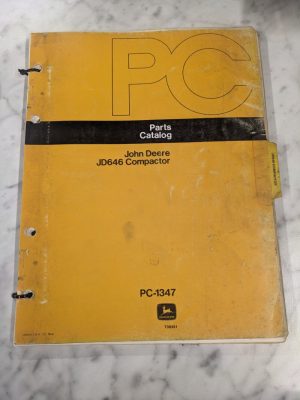 PC
Parts
Catalog
John Deere
JD646 Compactor
PC-1347